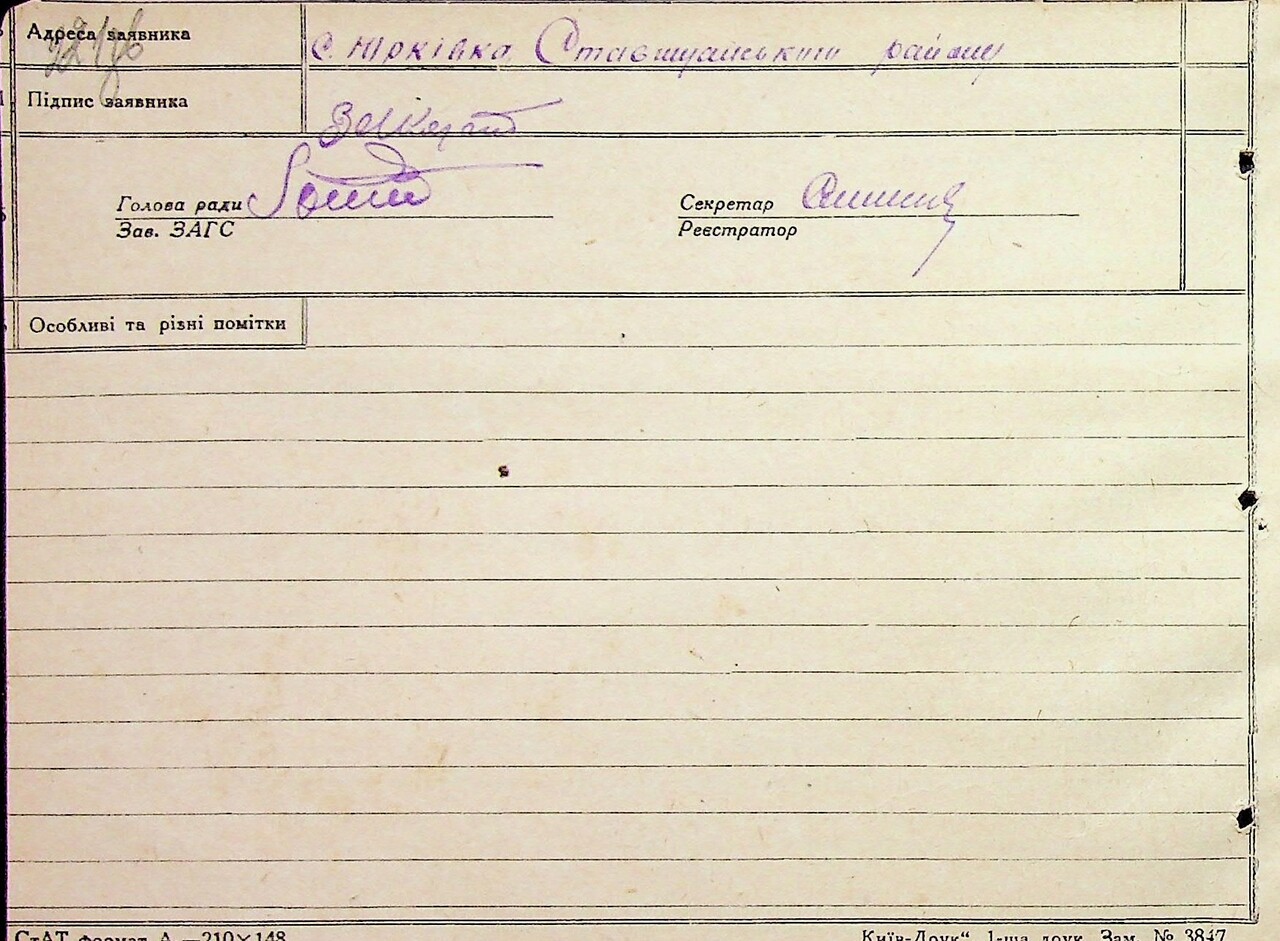 Адреса заявника с. Юрківка Ставищанський району
Підпис заявника
Голова ради
Зав. ЗАГС
Секретар
Реєстратор
Особливі та різні помітки
СтАТ формат А —210×148
„Київ-Друк“ 1-ша друк. Зам. № 3847